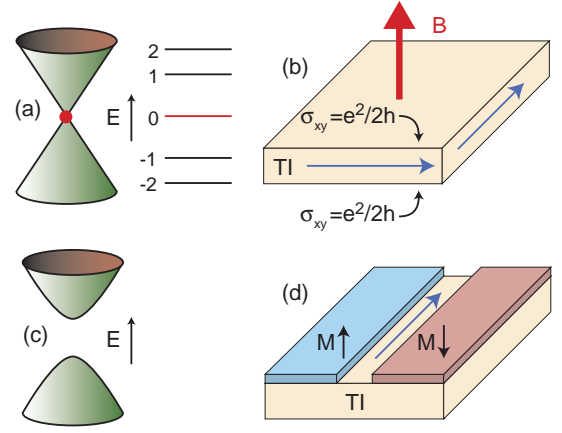 (a)
E
2
1
0
-1
-2
(b)
B
σxy=e²/2h
TI
σxy=e²/2h
(c)
E
(d)
M
M
TI